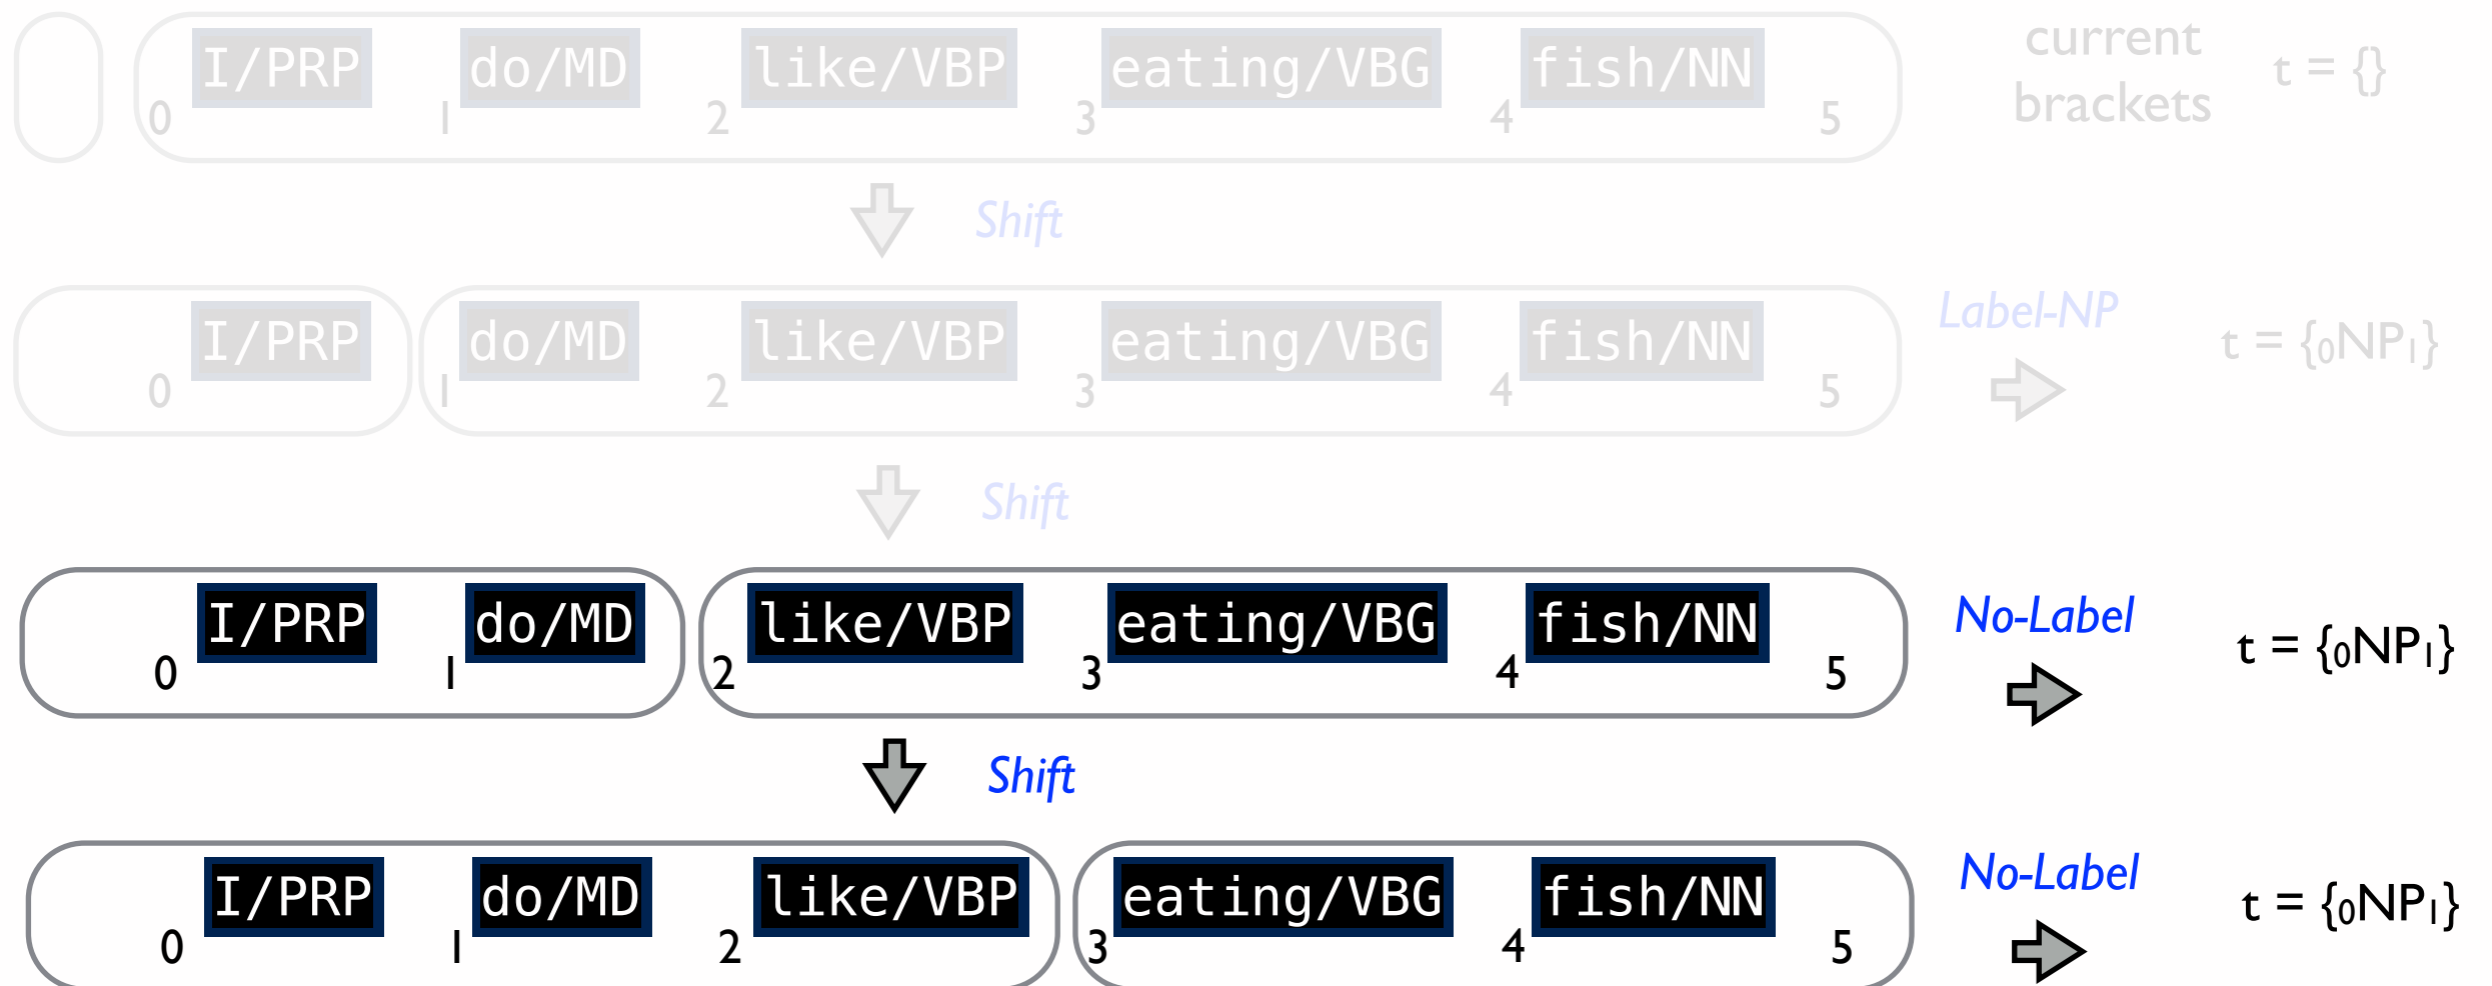 I/PRP do/MD like/VBP eating/VBG fish/NN current brackets t = {}
0 1 2 3 4 5
Shift
I/PRP do/MD like/VBP eating/VBG fish/NN Label-NP t = {₀NP₁}
0 1 2 3 4 5
Shift
I/PRP do/MD like/VBP eating/VBG fish/NN No-Label t = {₀NP₁}
0 1 2 3 4 5
Shift
I/PRP do/MD like/VBP eating/VBG fish/NN No-Label t = {₀NP₁}
0 1 2 3 4 5